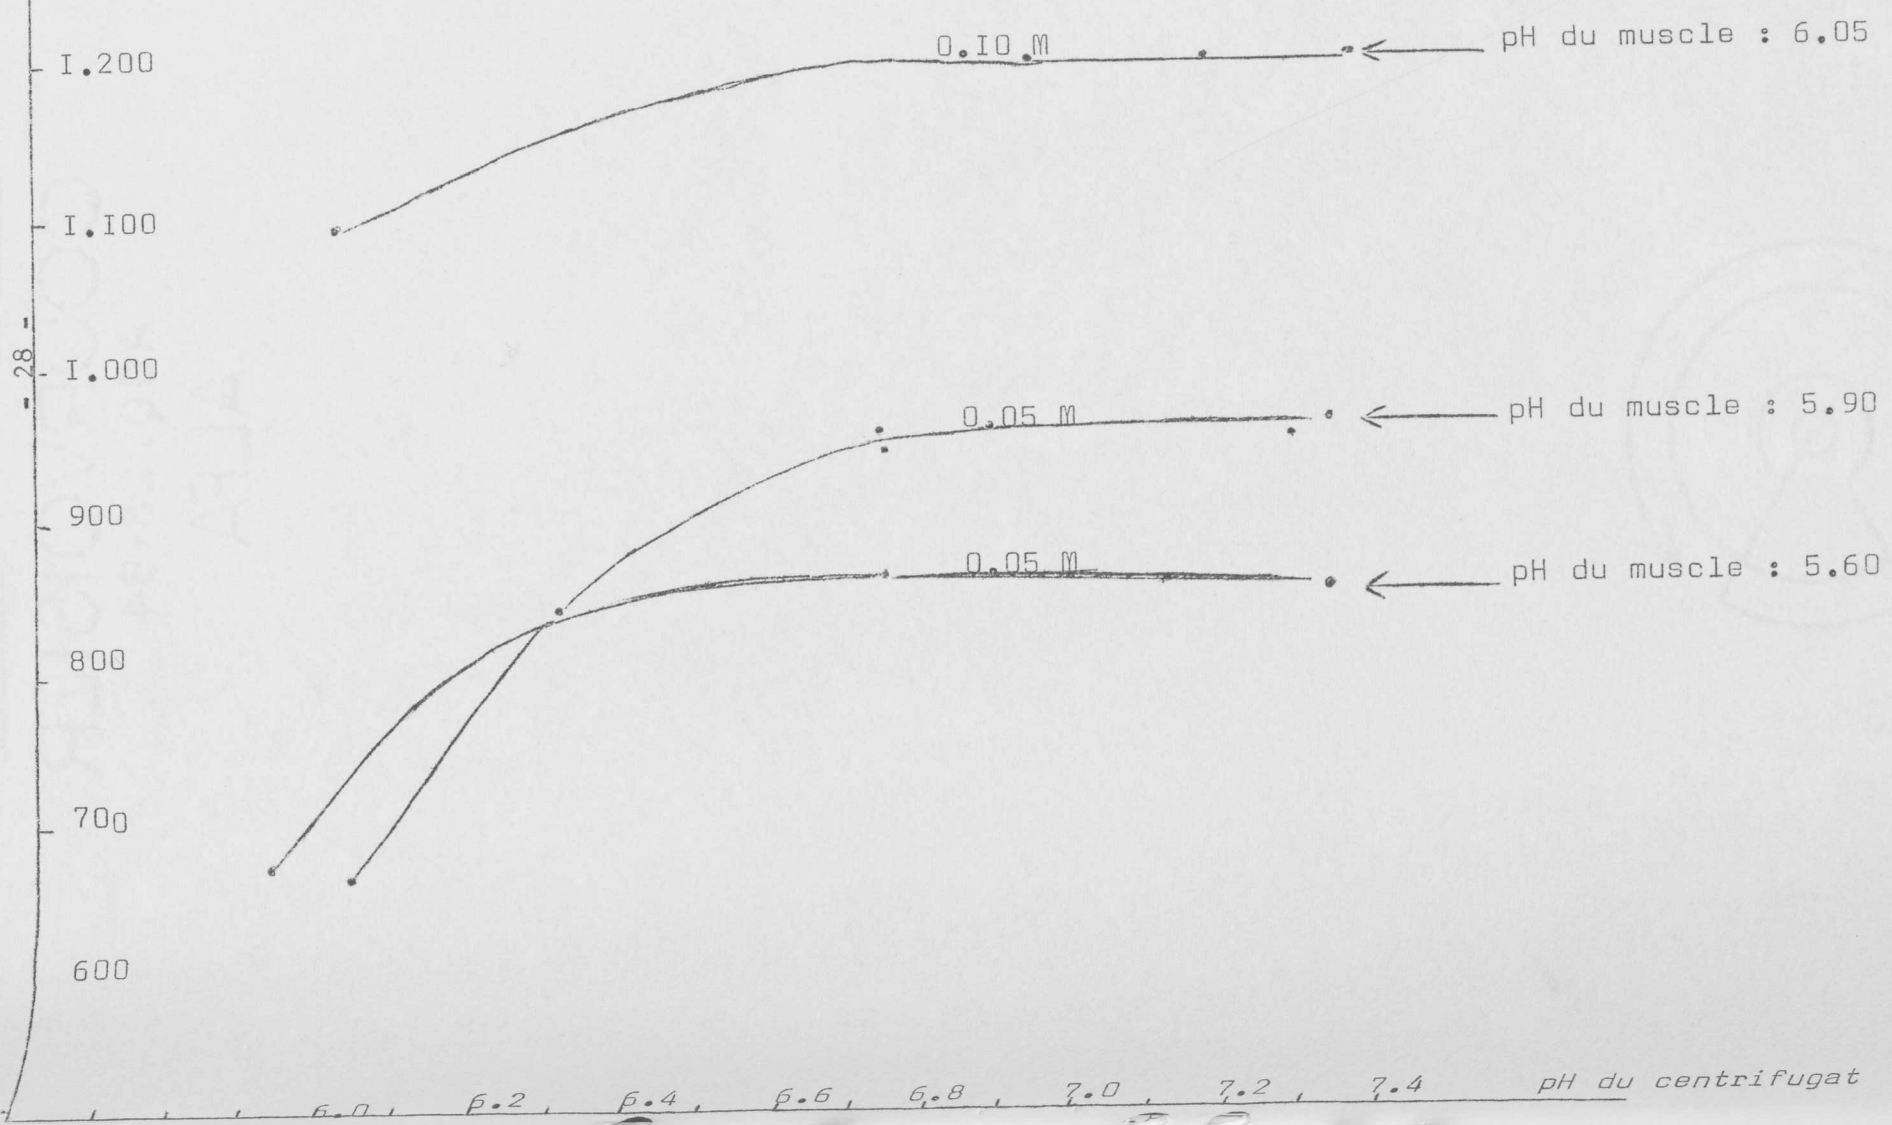 0.I0 M
pH du muscle : 6.05
I.200
I.I00
- 28 -
I.000
0.05 M
pH du muscle : 5.90
900
0.05 M
pH du muscle : 5.60
800
700
600
6.0 6.2 6.4 6.6 6.8 7.0 7.2 7.4 pH du centrifugat